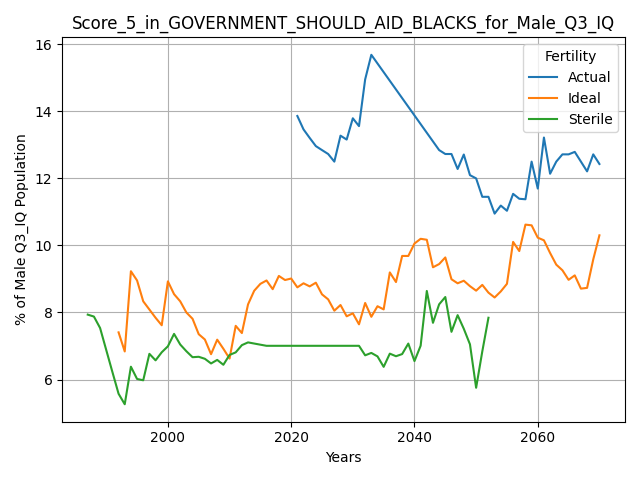 Score_5_in_GOVERNMENT_SHOULD_AID_BLACKS_for_Male_Q3_IQ
Fertility
Actual
Ideal
Sterile
% of Male Q3_IQ Population
16
14
12
10
8
6
2000
2020
2040
2060
Years